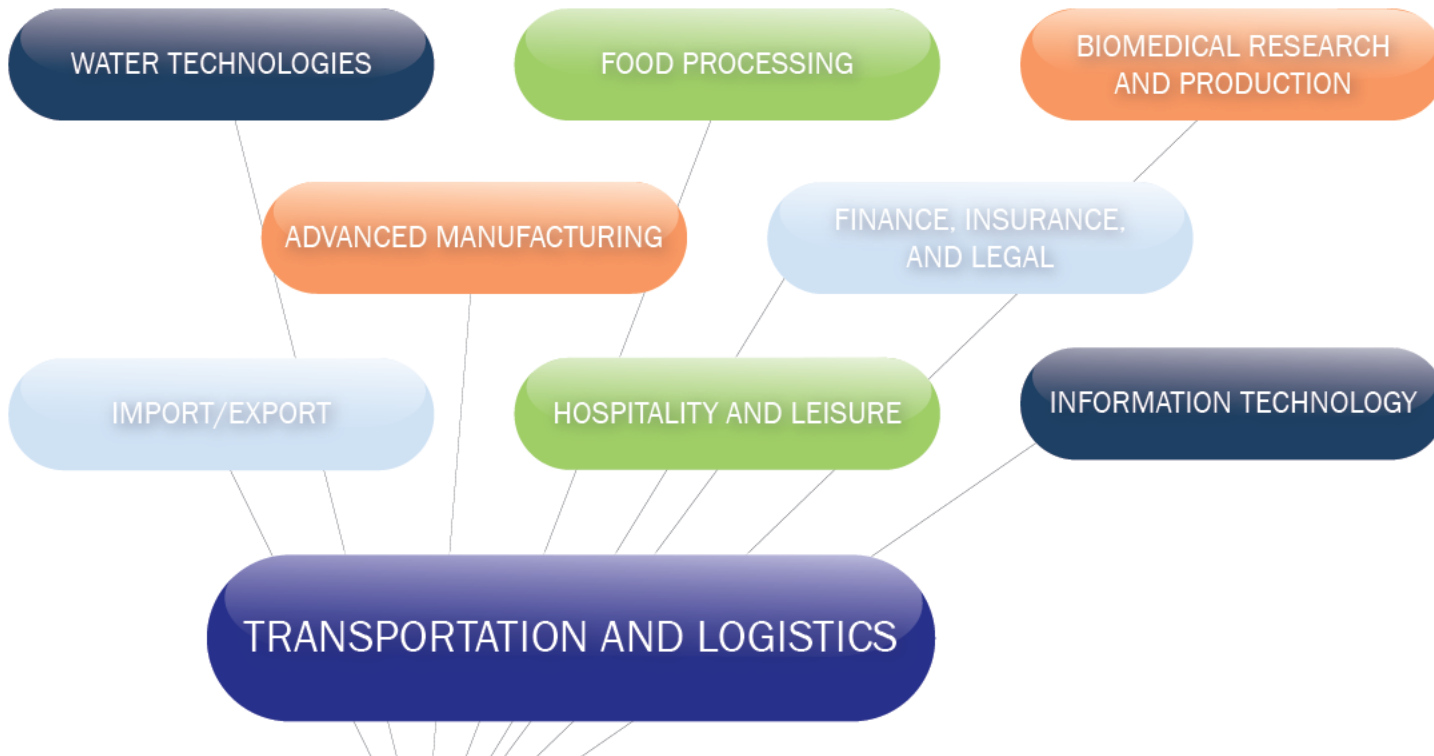 WATER TECHNOLOGIES
FOOD PROCESSING
BIOMEDICAL RESEARCH
AND PRODUCTION
ADVANCED MANUFACTURING
FINANCE, INSURANCE,
AND LEGAL
IMPORT/EXPORT
HOSPITALITY AND LEISURE
INFORMATION TECHNOLOGY
TRANSPORTATION AND LOGISTICS